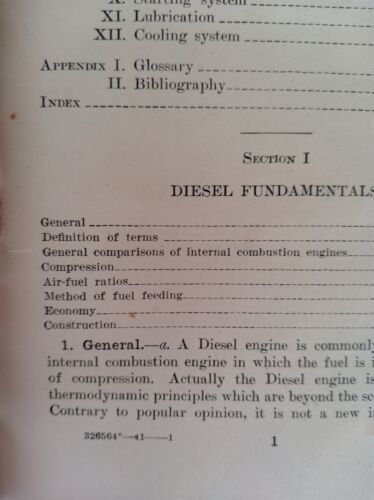 X. Starting system
XI. Lubrication
XII. Cooling system
APPENDIX I. Glossary
II. Bibliography
INDEX
SECTION I
DIESEL FUNDAMENTALS
General
Definition of terms
General comparisons of internal combustion engines
Compression
Air-fuel ratios
Method of fuel feeding
Economy
Construction
1. General.—a. A Diesel engine is commonly
internal combustion engine in which the fuel is
of compression. Actually the Diesel engine is
thermodynamic principles which are beyond the
Contrary to popular opinion, it is not a new
326564°—41——1
1